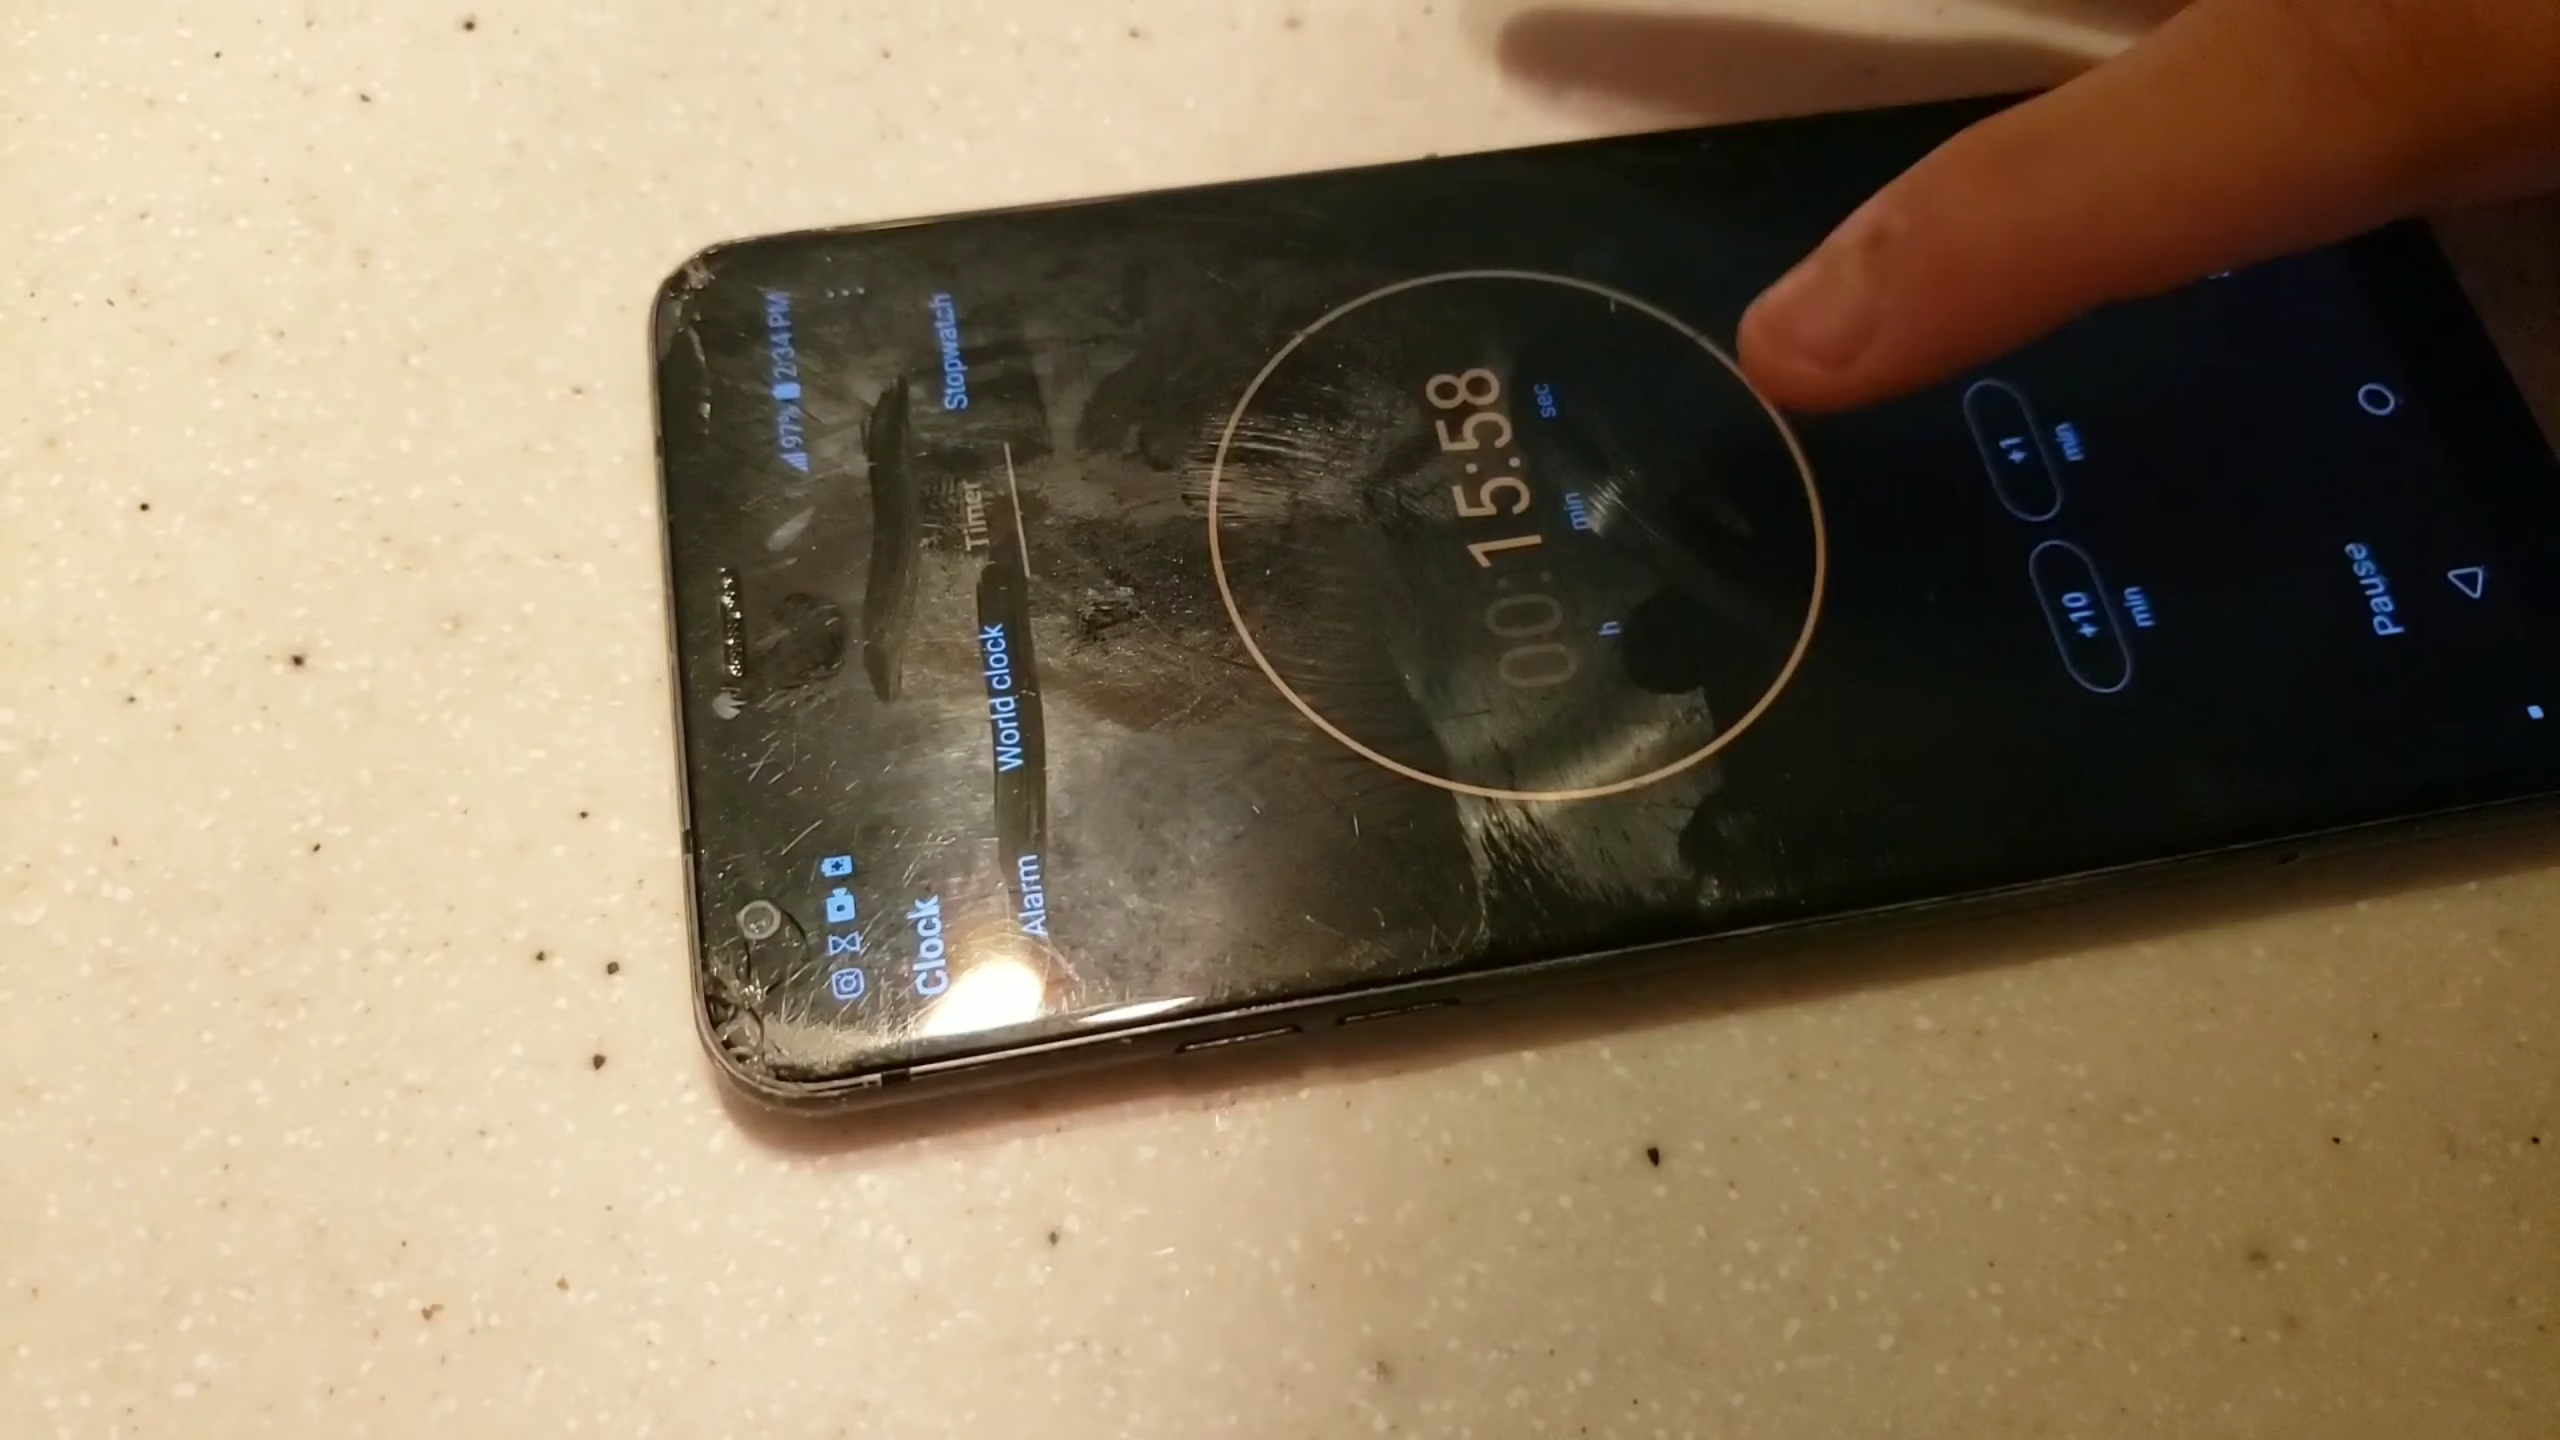 97% 2:34 PM
Clock
Alarm World clock Timer Stopwatch
00:15:58
h min sec
+10 +1
min min
Pause